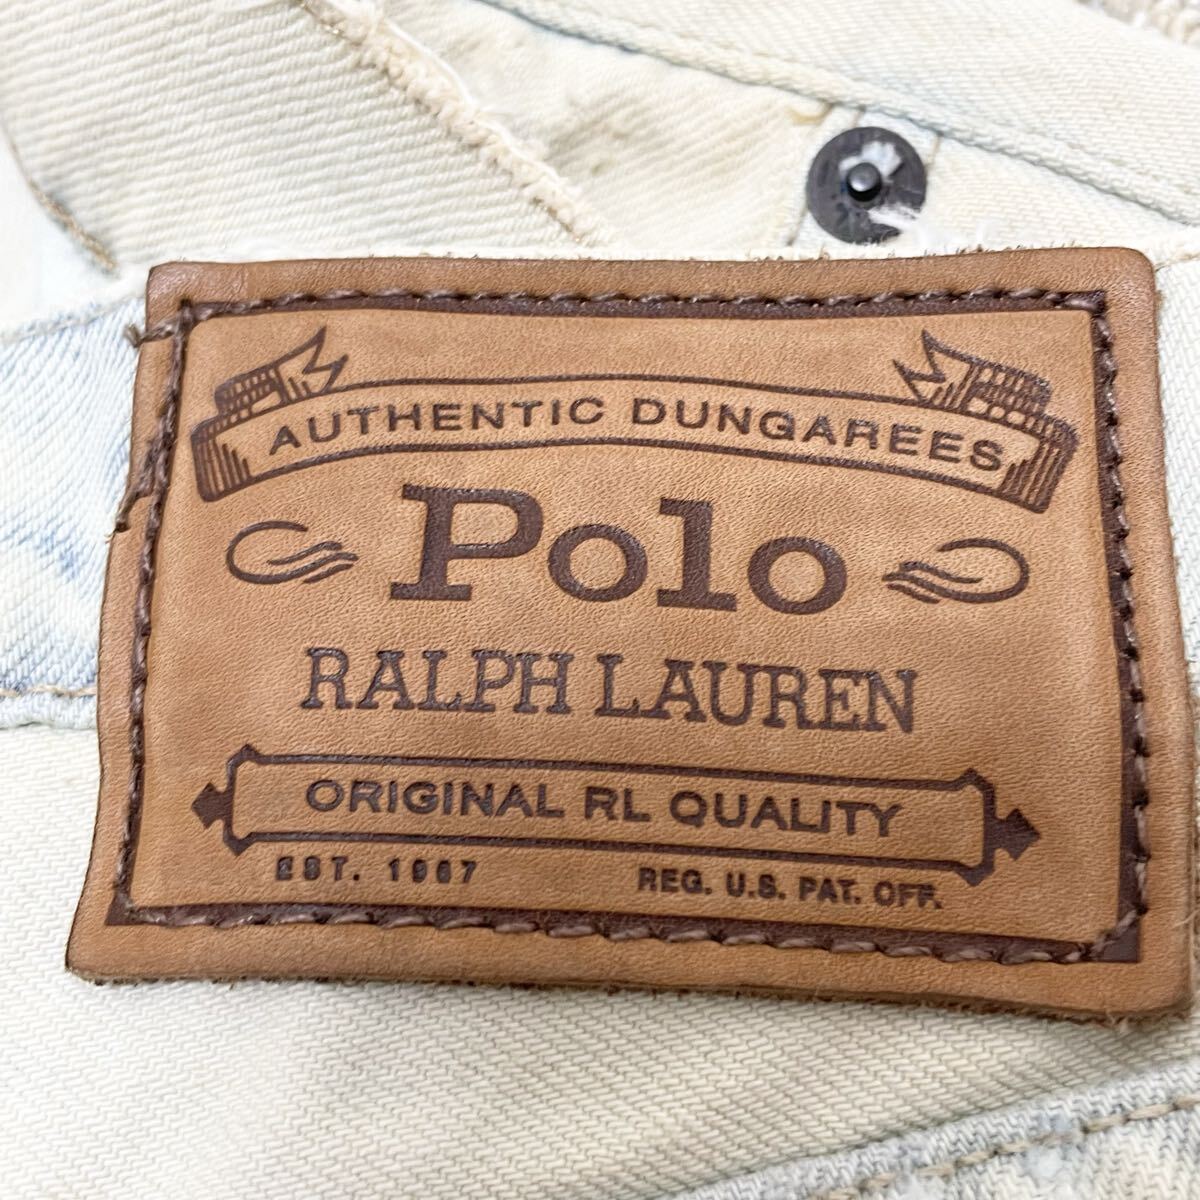 AUTHENTIC DUNGAREES
Polo
RALPH LAUREN
ORIGINAL RL QUALITY
EST. 1967
REG. U.S. PAT. OFF.